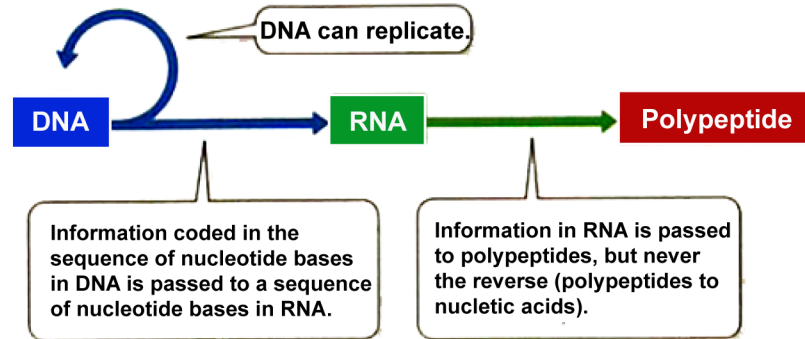 DNA can replicate.
DNA
RNA
Polypeptide
Information coded in the
sequence of nucleotide bases
in DNA is passed to a sequence
of nucleotide bases in RNA.
Information in RNA is passed
to polypeptides, but never
the reverse (polypeptides to
nucletic acids).